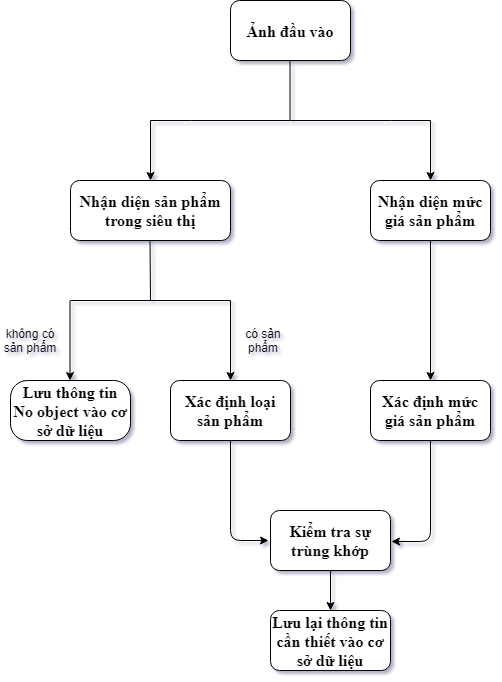 Ảnh đầu vào
Nhận diện sản phẩm
trong siêu thị
Nhận diện mức
giá sản phẩm
không có
sản phẩm
có sản
phẩm
Lưu thông tin
No object vào cơ
sở dữ liệu
Xác định loại
sản phẩm
Xác định mức
giá sản phẩm
Kiểm tra sự
trùng khớp
Lưu lại thông tin
cần thiết vào cơ
sở dữ liệu